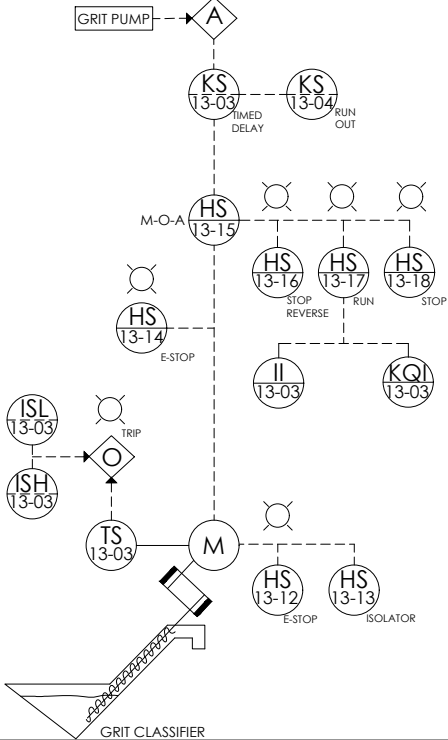 GRIT PUMP
A
KS
13-03
TIMED
DELAY
KS
13-04
RUN
OUT
M-O-A
HS
13-15
HS
13-16
STOP
REVERSE
HS
13-17
RUN
HS
13-18
STOP
HS
13-14
E-STOP
II
13-03
KQI
13-03
ISL
13-03
ISH
13-03
TRIP
O
TS
13-03
M
HS
13-12
E-STOP
HS
13-13
ISOLATOR
GRIT CLASSIFIER